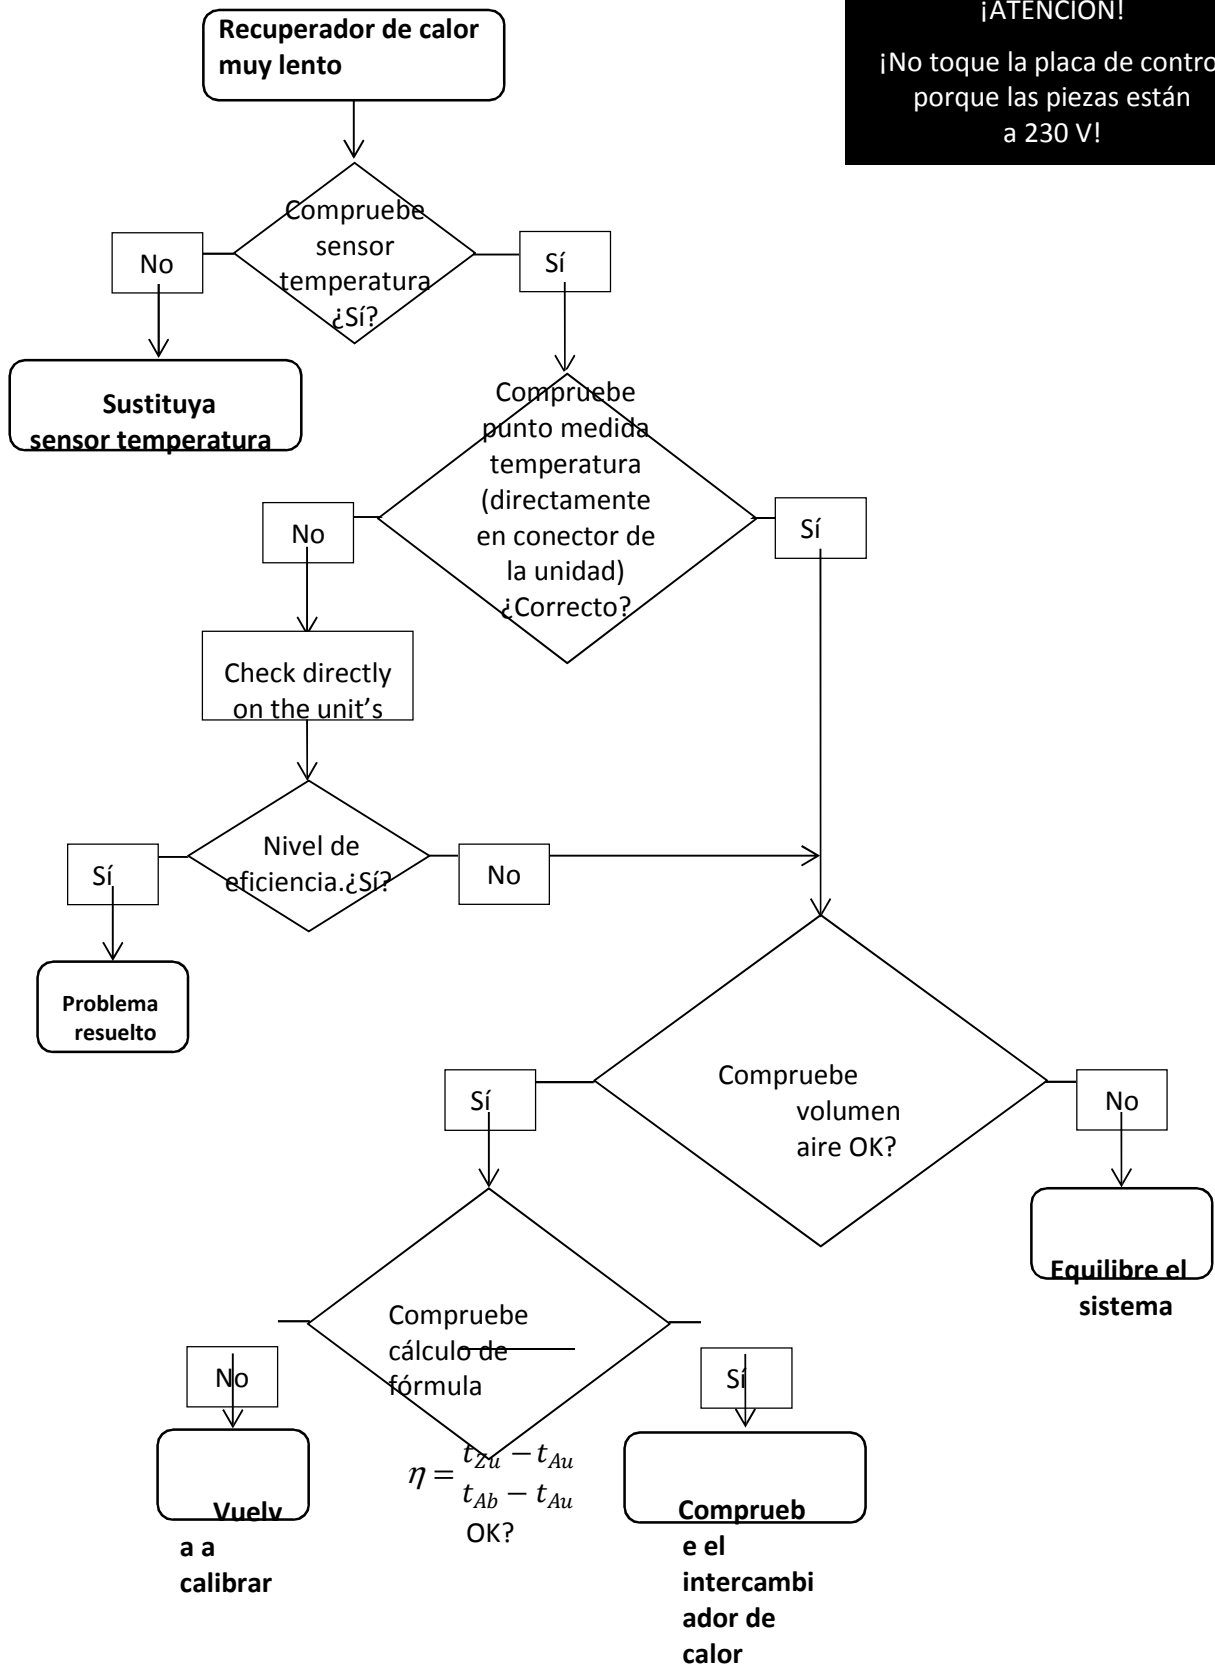 ¡ATENCIÓN!
¡No toque la placa de contro
porque las piezas están
a 230 V!
Recuperador de calor
muy lento
Compruebe
sensor
temperatura
¿Sí?
No
Sí
Sustituya
sensor temperatura
Compruebe
punto medida
temperatura
(directamente
en conector de
la unidad)
¿Correcto?
No
Sí
Check directly
on the unit's
Nivel de
eficiencia.¿Sí?
Sí
No
Problema
resuelto
Compruebe
volumen
aire OK?
Sí
No
Equilibre el
sistema
Compruebe
cálculo de
fórmula
No
Sí
η = (t_Zu − t_Au) / (t_Ab − t_Au)
OK?
Vuelv
a a
calibrar
Comprueb
e el
intercambi
ador de
calor